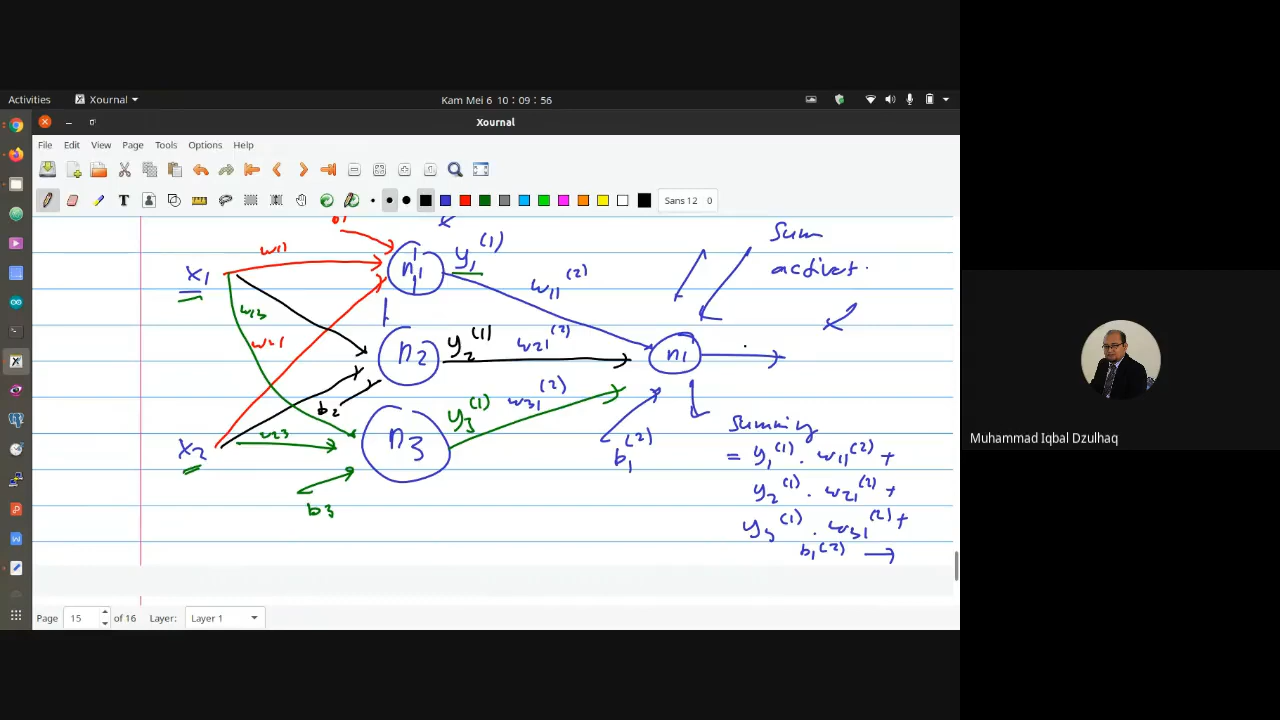 Activities
Xournal
Kam Mei 6 10:09:56
Xournal
File Edit View Page Tools Options Help
Sans 12 0
b1
w11
x1
n1
y1^(1)
w11^(2)
Sum
activat.
w13
w21
n2
y2^(1)
w21^(2)
n1
b2
x2
w23
n3
y3^(1)
w31^(2)
b1^(2)
b3
Summing
= y1^(1) . w11^(2) +
y2^(1) . w21^(2) +
y3^(1) . w31^(2) +
b1^(2) →
Page 15 of 16 Layer: Layer 1
Muhammad Iqbal Dzulhaq